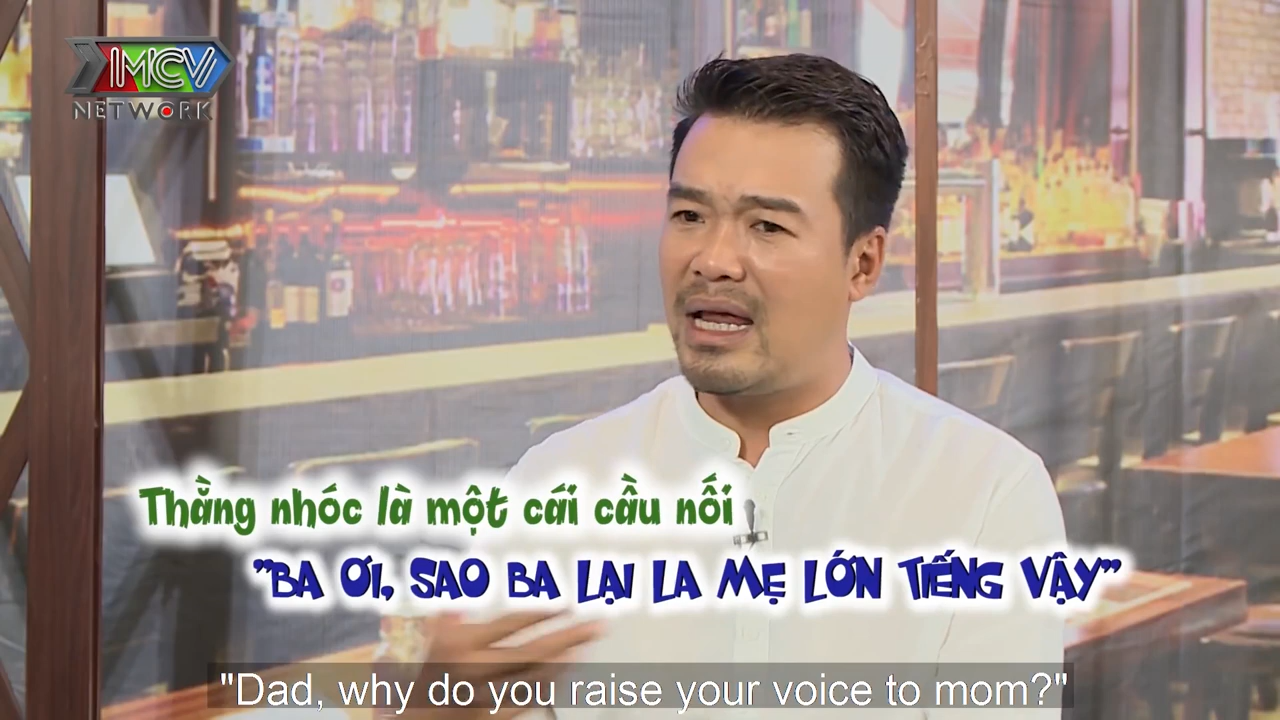 MCV
NETWORK
Thằng nhóc là một cái cầu nối
"BA ƠI, SAO BA LẠI LA MẸ LỚN TIẾNG VẬY"
"Dad, why do you raise your voice to mom?"